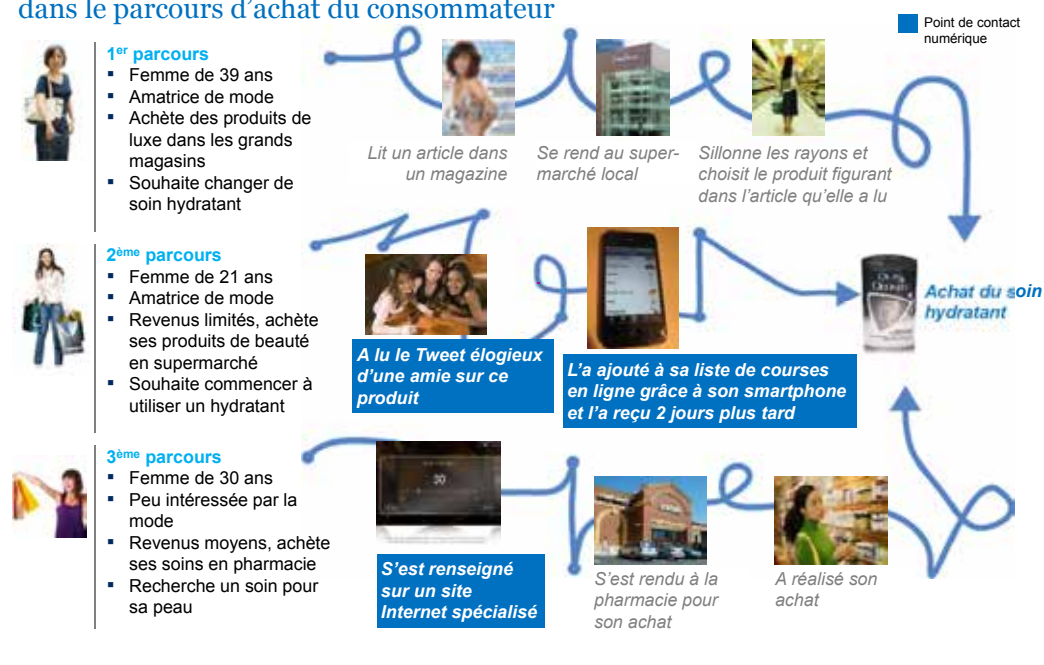 dans le parcours d'achat du consommateur
Point de contact
numérique
1er parcours
▪ Femme de 39 ans
▪ Amatrice de mode
▪ Achète des produits de
luxe dans les grands
magasins
▪ Souhaite changer de
soin hydratant
Lit un article dans
un magazine
Se rend au super-
marché local
Sillonne les rayons et
choisit le produit figurant
dans l'article qu'elle a lu
2ème parcours
▪ Femme de 21 ans
▪ Amatrice de mode
▪ Revenus limités, achète
ses produits de beauté
en supermarché
▪ Souhaite commencer à
utiliser un hydratant
A lu le Tweet élogieux
d'une amie sur ce
produit
L'a ajouté à sa liste de courses
en ligne grâce à son smartphone
et l'a reçu 2 jours plus tard
Achat du soin
hydratant
3ème parcours
▪ Femme de 30 ans
▪ Peu intéressée par la
mode
▪ Revenus moyens, achète
ses soins en pharmacie
▪ Recherche un soin pour
sa peau
30
S'est renseigné
sur un site
Internet spécialisé
S'est rendu à la
pharmacie pour
son achat
A réalisé son
achat